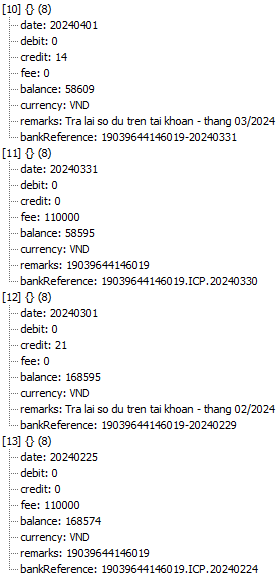 [10] {} (8)
date: 20240401
debit: 0
credit: 14
fee: 0
balance: 58609
currency: VND
remarks: Tra lai so du tren tai khoan - thang 03/2024
bankReference: 19039644146019-20240331
[11] {} (8)
date: 20240331
debit: 0
credit: 0
fee: 110000
balance: 58595
currency: VND
remarks: 19039644146019
bankReference: 19039644146019.ICP.20240330
[12] {} (8)
date: 20240301
debit: 0
credit: 21
fee: 0
balance: 168595
currency: VND
remarks: Tra lai so du tren tai khoan - thang 02/2024
bankReference: 19039644146019-20240229
[13] {} (8)
date: 20240225
debit: 0
credit: 0
fee: 110000
balance: 168574
currency: VND
remarks: 19039644146019
bankReference: 19039644146019.ICP.20240224